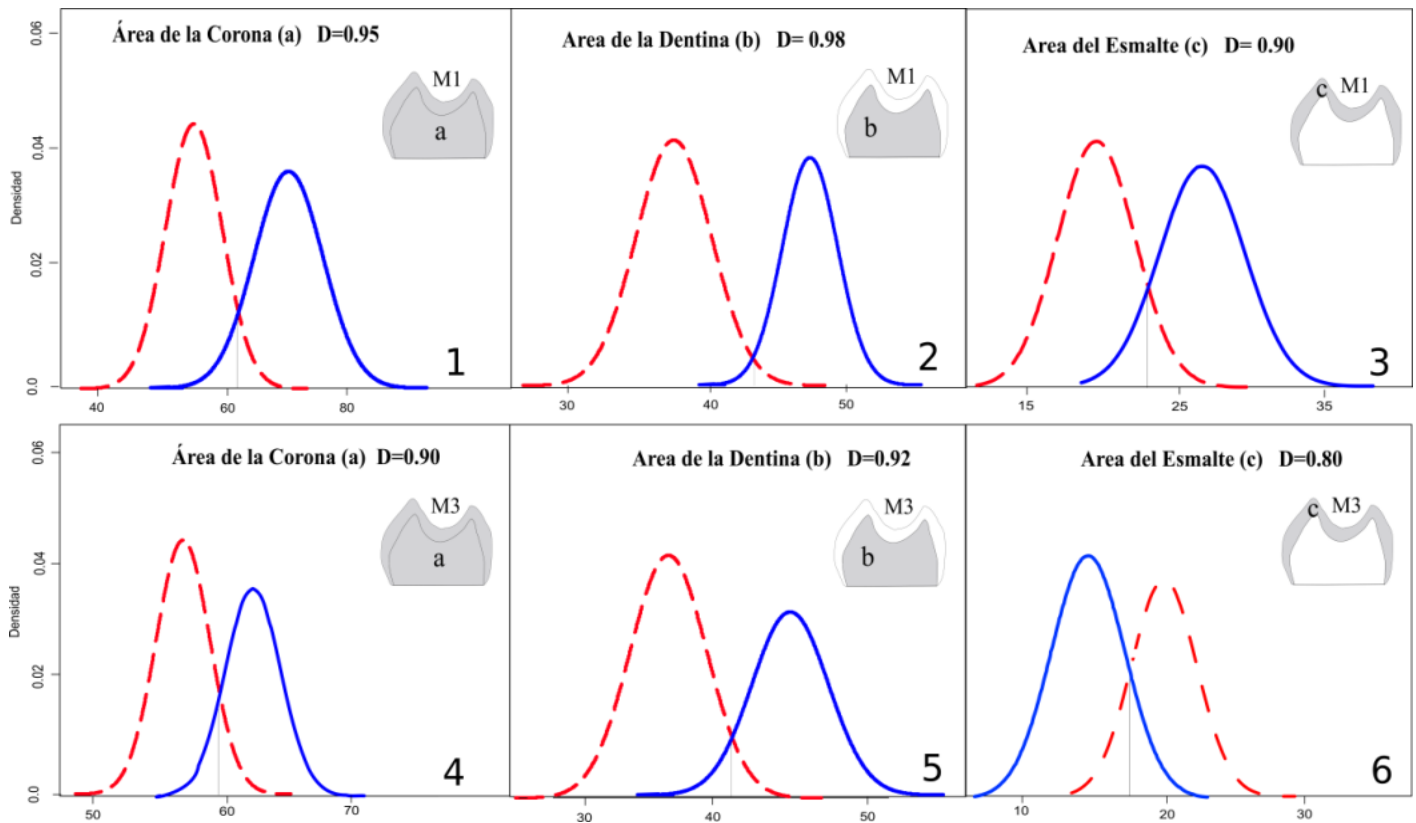 Área de la Corona (a) D=0.95
M1
a
1
Area de la Dentina (b) D= 0.98
M1
b
2
Area del Esmalte (c) D= 0.90
c M1
3
Densidad
0.06
0.04
0.02
0.0
40 60 80
30 40 50
15 25 35
Área de la Corona (a) D=0.90
M3
a
4
Area de la Dentina (b) D=0.92
M3
b
5
Area del Esmalte (c) D=0.80
c M3
6
Densidad
0.06
0.04
0.02
0.0
50 60 70
30 40 50
10 20 30